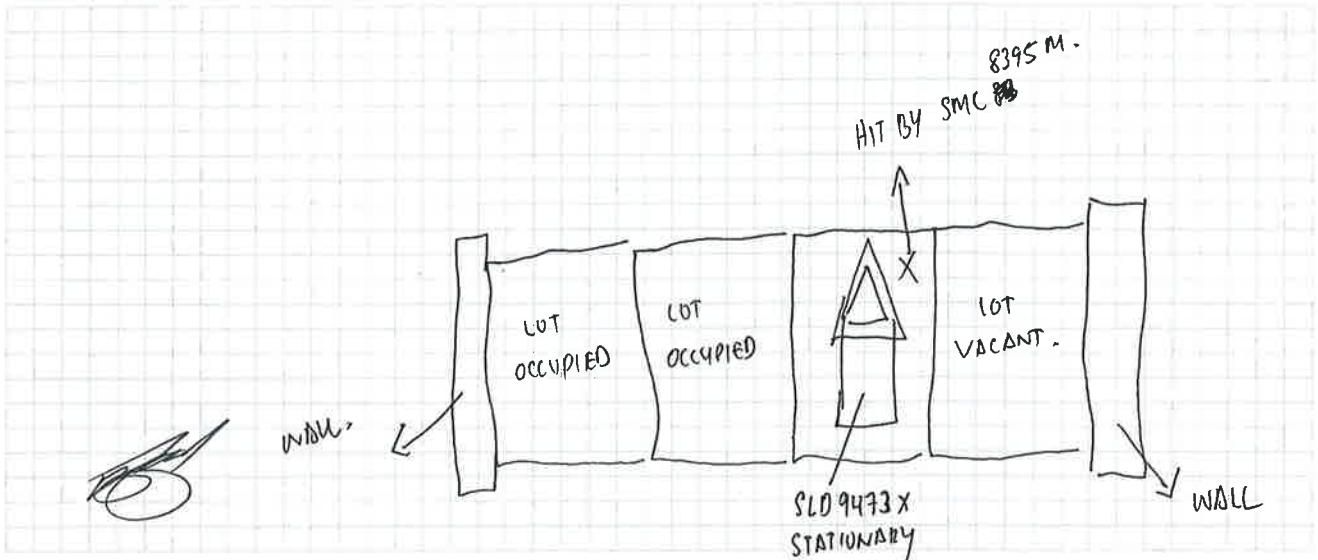 8395 M.
HIT BY SMC
LOT
OCCUPIED
LOT
OCCUPIED
LOT
VACANT.
WALL.
WALL
SLD 9473 X
STATIONARY